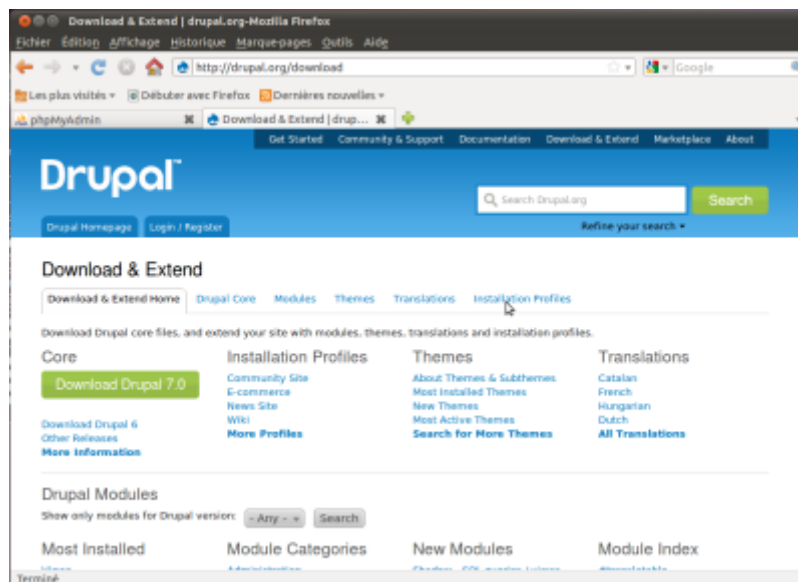 Download & Extend | drupal.org-Mozilla Firefox
Fichier Édition Affichage Historique Marque-pages Outils Aide
http://drupal.org/download Google
Les plus visités Débuter avec Firefox Dernières nouvelles
phpMyAdmin Download & Extend | drup...
Get Started Community & Support Documentation Download & Extend Marketplace About
Drupal™
Search Drupal.org Search
Drupal Homepage Login / Register Refine your search
Download & Extend
Download & Extend Home Drupal Core Modules Themes Translations Installation Profiles
Download Drupal core files, and extend your site with modules, themes, translations and installation profiles.
Core Installation Profiles Themes Translations
Download Drupal 7.0
Community Site About Themes & Subthemes Catalan
E-commerce Most Installed Themes French
News Site New Themes Hungarian
Download Drupal 6 Wiki Most Active Themes Dutch
Other Releases More Profiles Search for More Themes All Translations
More Information
Drupal Modules
Show only modules for Drupal version: - Any - Search
Most Installed Module Categories New Modules Module Index
Terminé